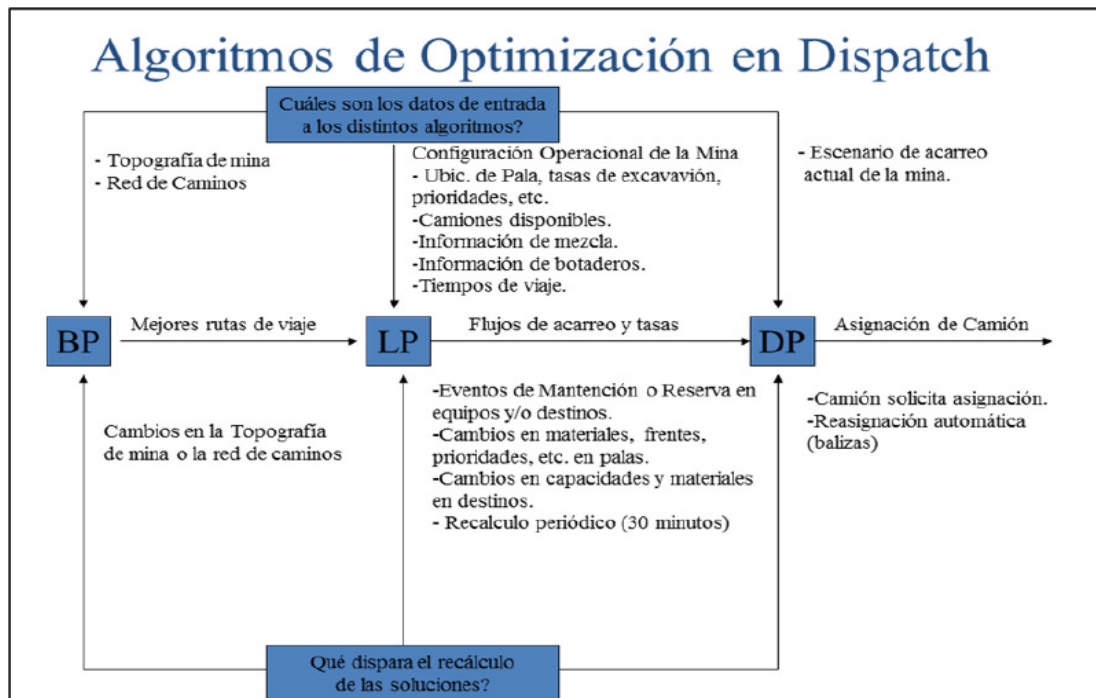 Algoritmos de Optimización en Dispatch
Cuáles son los datos de entrada
a los distintos algoritmos?
- Topografía de mina
- Red de Caminos
Configuración Operacional de la Mina
- Ubic. de Pala, tasas de excavavión,
prioridades, etc.
-Camiones disponibles.
-Información de mezcla.
-Información de botaderos.
-Tiempos de viaje.
- Escenario de acarreo
actual de la mina.
BP
Mejores rutas de viaje
LP
Flujos de acarreo y tasas
DP
Asignación de Camión
Cambios en la Topografía
de mina o la red de caminos
-Eventos de Mantención o Reserva en
equipos y/o destinos.
-Cambios en materiales, frentes,
prioridades, etc. en palas.
-Cambios en capacidades y materiales
en destinos.
- Recalculo periódico (30 minutos)
-Camión solicita asignación.
-Reasignación automática
(balizas)
Qué dispara el recálculo
de las soluciones?